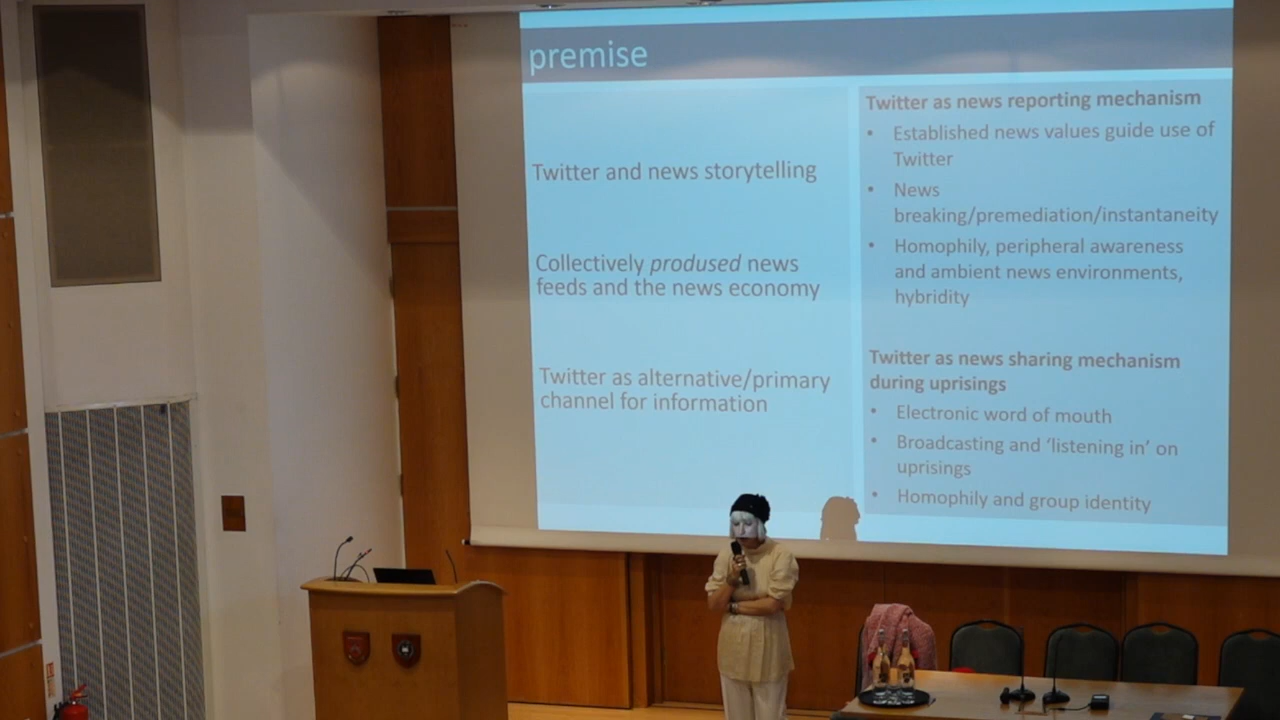 premise
Twitter and news storytelling
Collectively prodused news
feeds and the news economy
Twitter as alternative/primary
channel for information
Twitter as news reporting mechanism
• Established news values guide use of
Twitter
• News
breaking/premediation/instantaneity
• Homophily, peripheral awareness
and ambient news environments,
hybridity
Twitter as news sharing mechanism
during uprisings
• Electronic word of mouth
• Broadcasting and ‘listening in’ on
uprisings
• Homophily and group identity